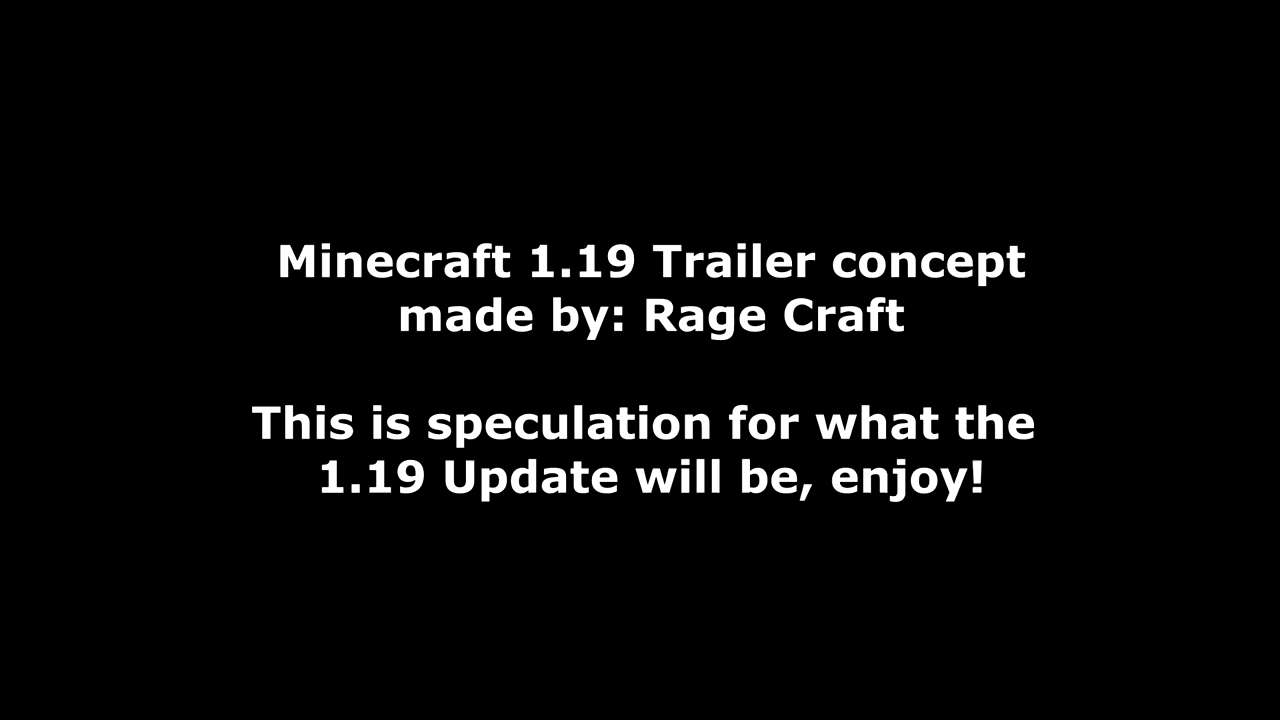 Minecraft 1.19 Trailer concept
made by: Rage Craft
This is speculation for what the
1.19 Update will be, enjoy!